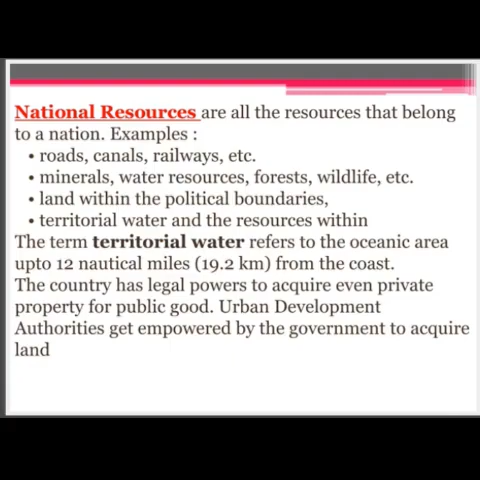 National Resources are all the resources that belong
to a nation. Examples :
• roads, canals, railways, etc.
• minerals, water resources, forests, wildlife, etc.
• land within the political boundaries,
• territorial water and the resources within
The term territorial water refers to the oceanic area
upto 12 nautical miles (19.2 km) from the coast.
The country has legal powers to acquire even private
property for public good. Urban Development
Authorities get empowered by the government to acquire
land